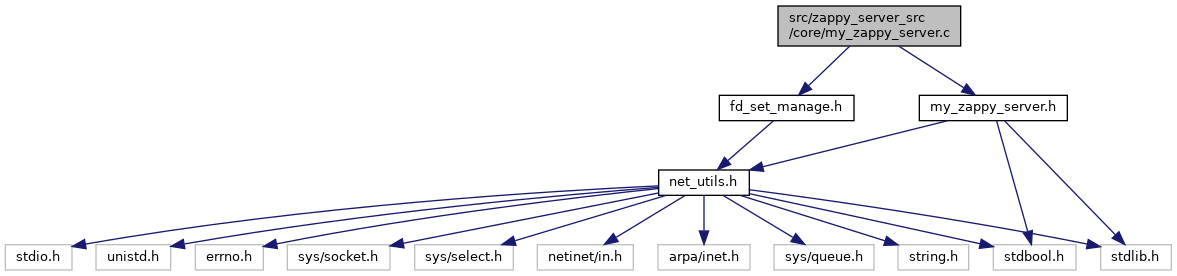 src/zappy_server_src
/core/my_zappy_server.c
fd_set_manage.h
my_zappy_server.h
net_utils.h
stdio.h
unistd.h
errno.h
sys/socket.h
sys/select.h
netinet/in.h
arpa/inet.h
sys/queue.h
string.h
stdbool.h
stdlib.h